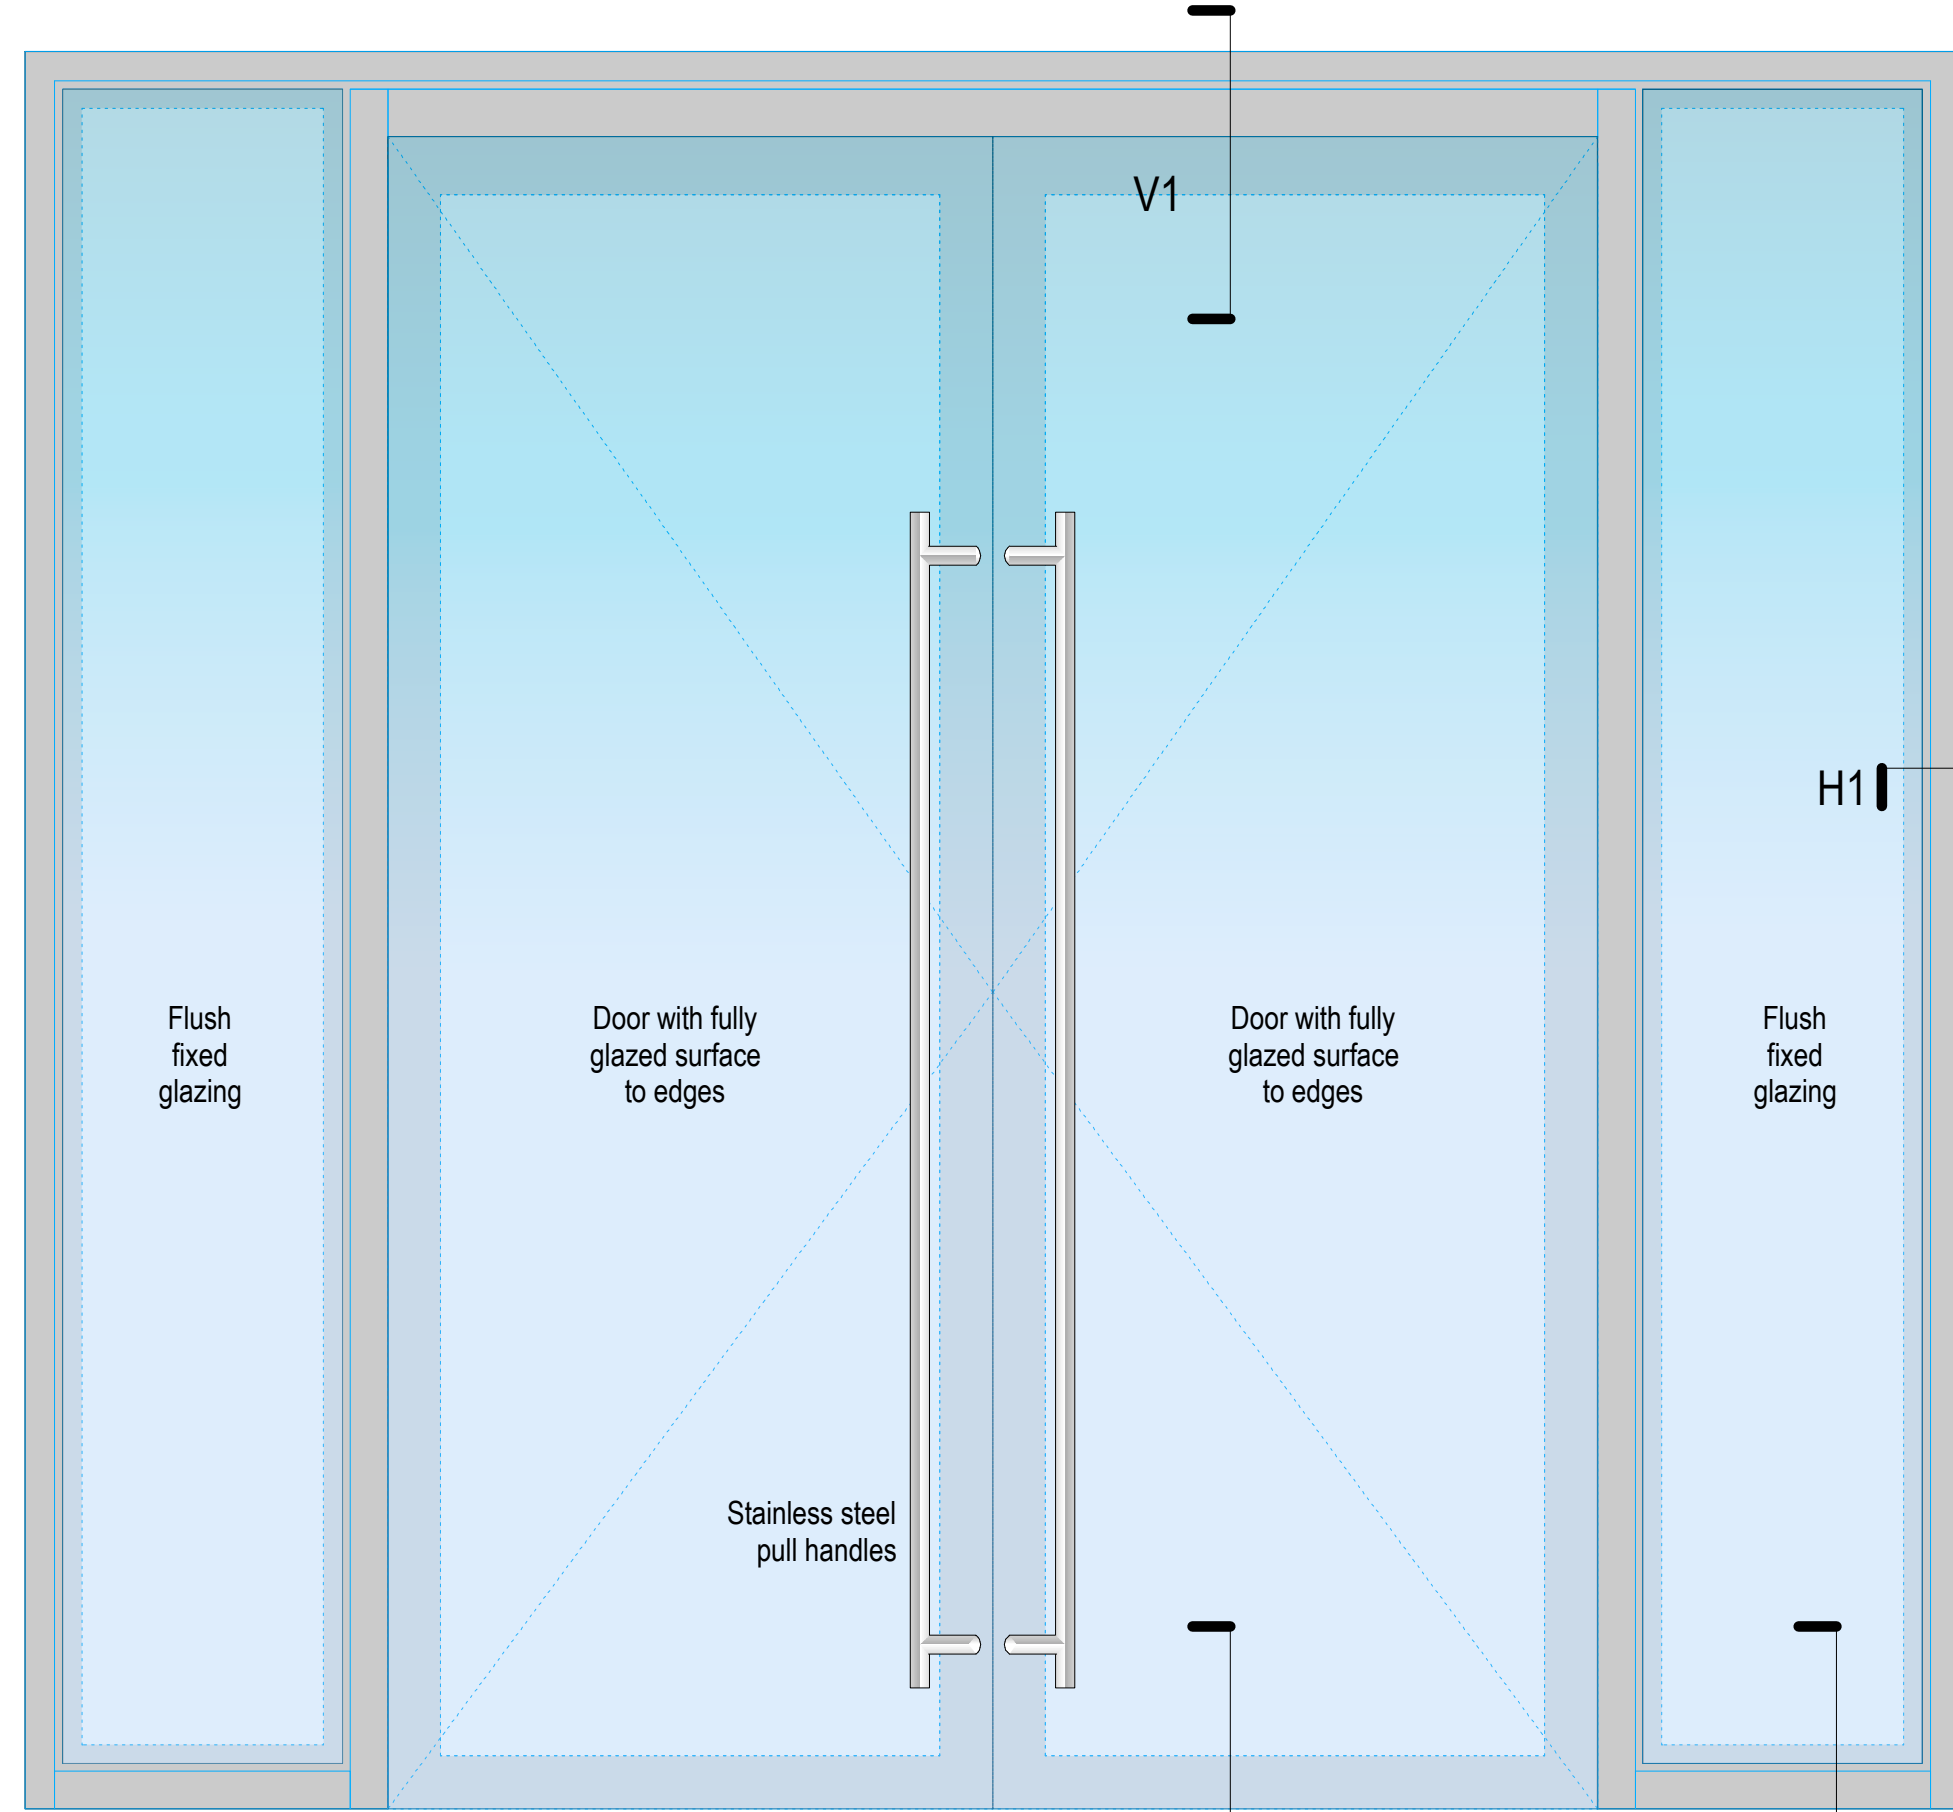 V1
H1
Flush
fixed
glazing
Door with fully
glazed surface
to edges
Door with fully
glazed surface
to edges
Flush
fixed
glazing
Stainless steel
pull handles